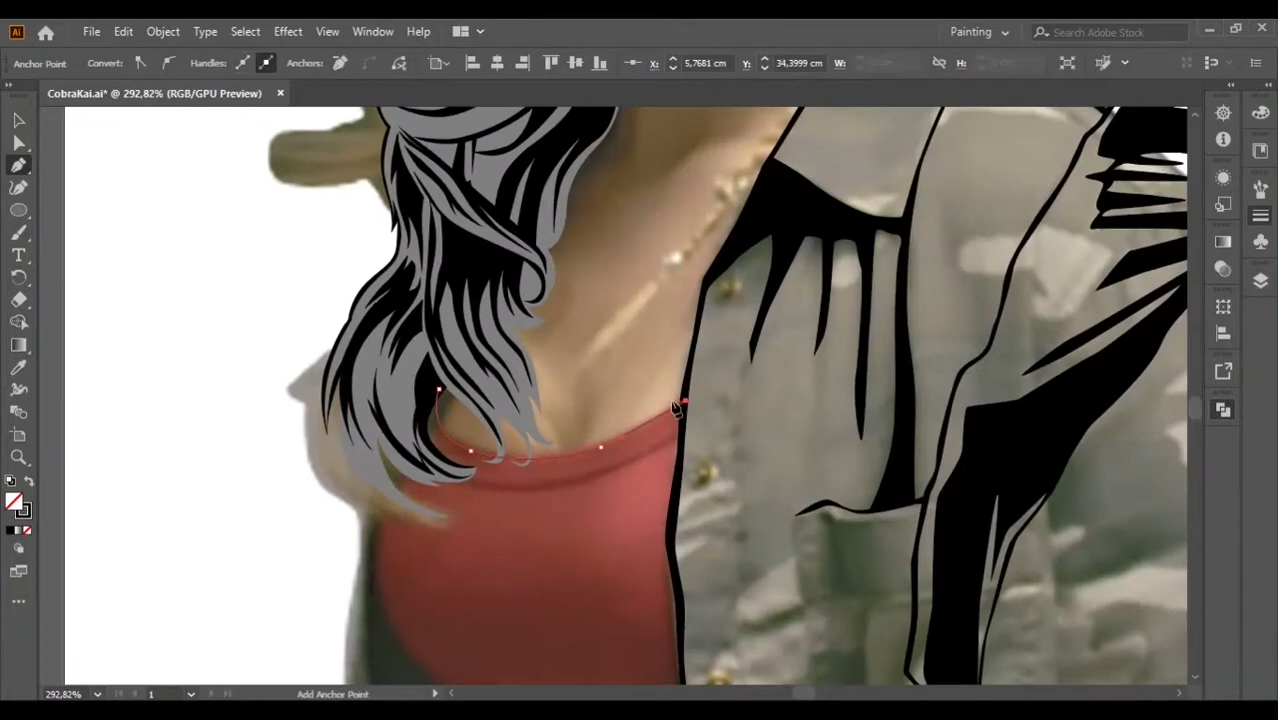 Ai File Edit Object Type Select Effect View Window Help Painting Search Adobe Stock
Anchor Point Convert: Handles: Anchors: X: 5,7681 cm Y: 34,3999 cm W: H:
CobraKai.ai* @ 292,82% (RGB/GPU Preview) ×
T
292,82% 1 Add Anchor Point